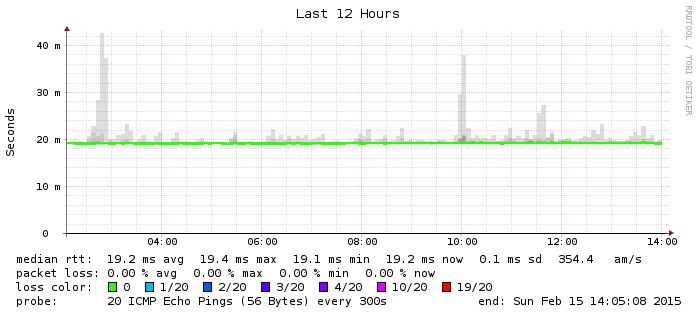 Last 12 Hours
RRDTOOL / TOBI OETIKER
Seconds
40 m
30 m
20 m
10 m
0
04:00 06:00 08:00 10:00 12:00 14:00
median rtt: 19.2 ms avg 19.4 ms max 19.1 ms min 19.2 ms now 0.1 ms sd 354.4 am/s
packet loss: 0.00 % avg 0.00 % max 0.00 % min 0.00 % now
loss color: 0 1/20 2/20 3/20 4/20 10/20 19/20
probe: 20 ICMP Echo Pings (56 Bytes) every 300s end: Sun Feb 15 14:05:08 2015